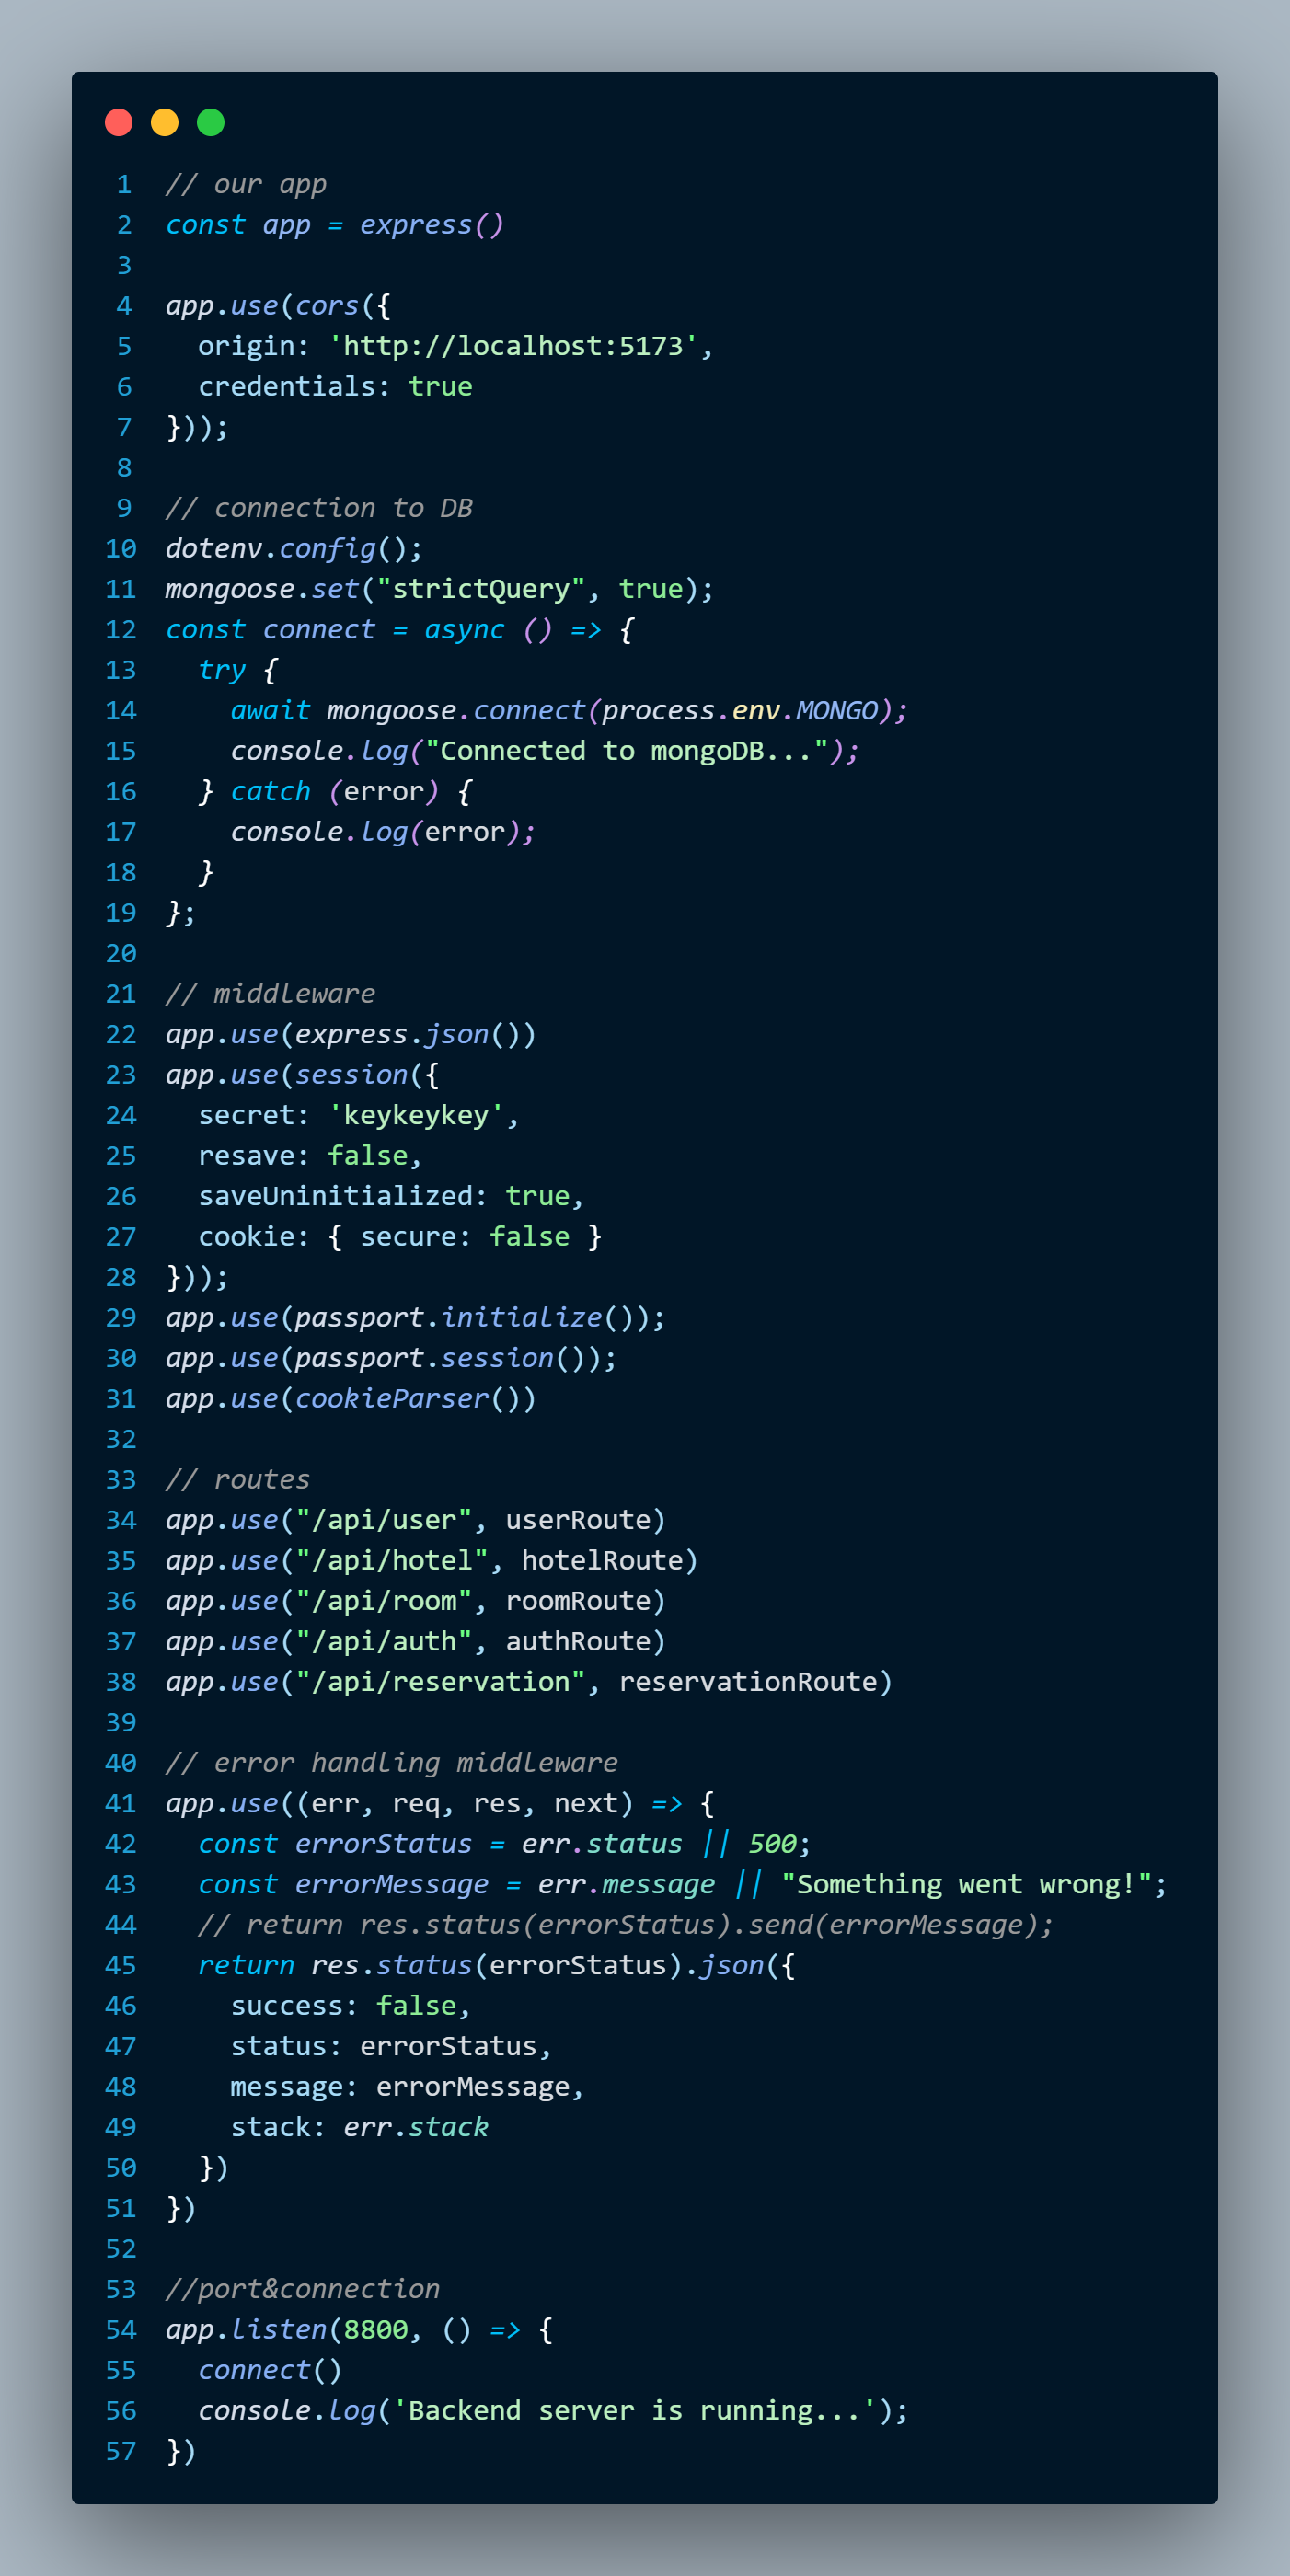 1 // our app
2 const app = express()
3
4 app.use(cors({
5   origin: 'http://localhost:5173',
6   credentials: true
7 }));
8
9 // connection to DB
10 dotenv.config();
11 mongoose.set("strictQuery", true);
12 const connect = async () => {
13   try {
14     await mongoose.connect(process.env.MONGO);
15     console.log("Connected to mongoDB...");
16   } catch (error) {
17     console.log(error);
18   }
19 };
20
21 // middleware
22 app.use(express.json())
23 app.use(session({
24   secret: 'keykeykey',
25   resave: false,
26   saveUninitialized: true,
27   cookie: { secure: false }
28 }));
29 app.use(passport.initialize());
30 app.use(passport.session());
31 app.use(cookieParser())
32
33 // routes
34 app.use("/api/user", userRoute)
35 app.use("/api/hotel", hotelRoute)
36 app.use("/api/room", roomRoute)
37 app.use("/api/auth", authRoute)
38 app.use("/api/reservation", reservationRoute)
39
40 // error handling middleware
41 app.use((err, req, res, next) => {
42   const errorStatus = err.status || 500;
43   const errorMessage = err.message || "Something went wrong!";
44   // return res.status(errorStatus).send(errorMessage);
45   return res.status(errorStatus).json({
46     success: false,
47     status: errorStatus,
48     message: errorMessage,
49     stack: err.stack
50   })
51 })
52
53 //port&connection
54 app.listen(8800, () => {
55   connect()
56   console.log('Backend server is running...');
57 })